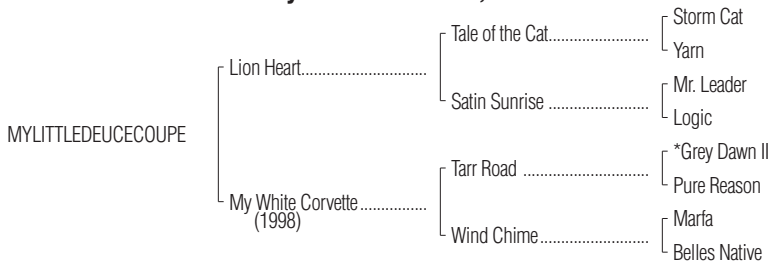 Storm Cat
Tale of the Cat......................
Yarn
Lion Heart............................
Mr. Leader
Satin Sunrise ......................
Logic
MYLITTLEDEUCECOUPE
*Grey Dawn II
Tarr Road ............................
Pure Reason
My White Corvette..............
(1998)
Marfa
Wind Chime........................
Belles Native